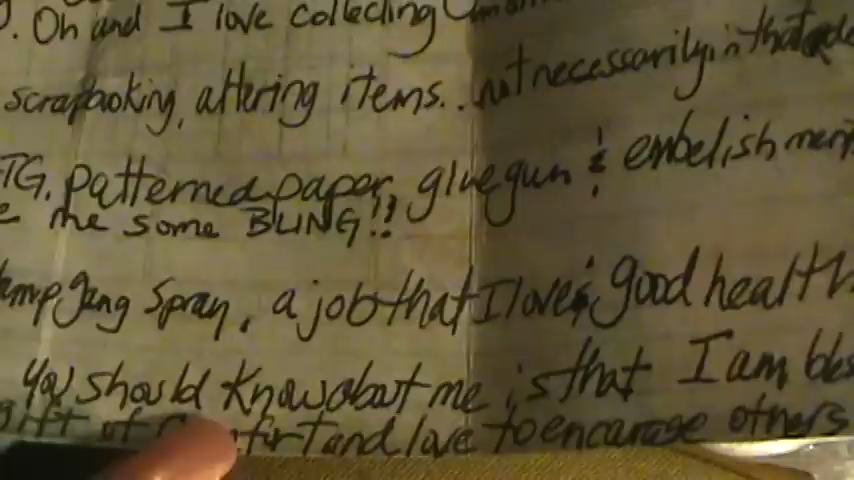 . Oh and I love collecting
scrapbooking, altering items... not necessarily in that
TG, patterned paper, glue gun & embelishment
me some BLING!!
Spray, a job that I love & good health
You should know about me is that I am
gift of and love to encourage others